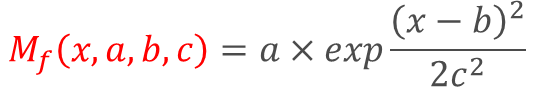 M_f(x, a, b, c) = a × exp (x − b)² / 2c²